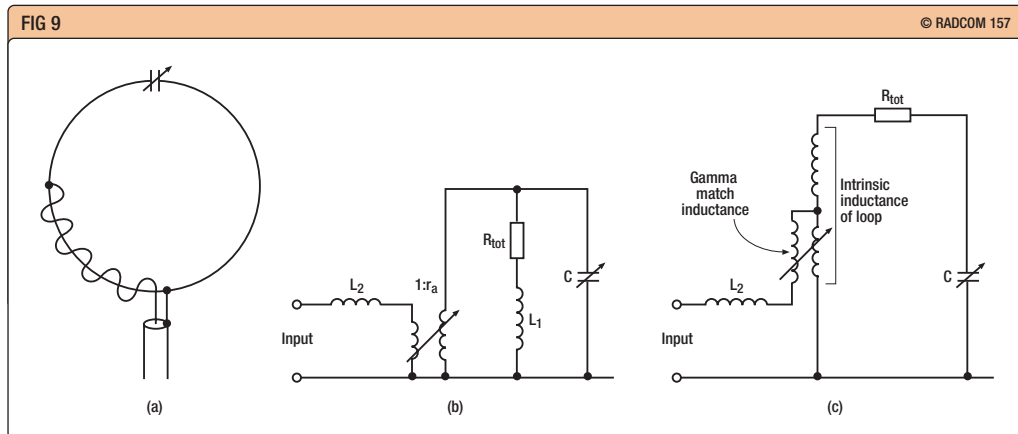 FIG 9
© RADCOM 157
(a)
L2
1:ra
Rtot
L1
C
Input
(b)
Rtot
Gamma
match
inductance
Intrinsic
inductance
of loop
L2
C
Input
(c)